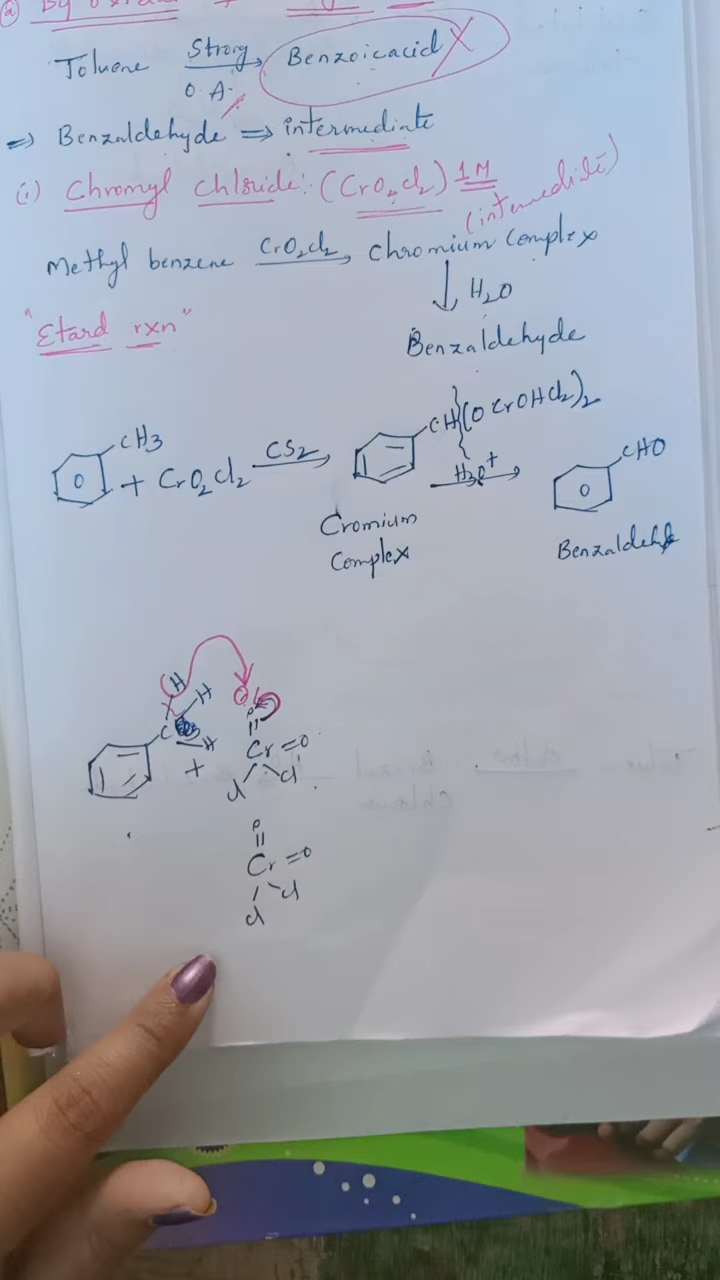 Toluene Strong O.A. Benzoic acid X
=> Benzaldehyde => intermediate
(i) Chromyl Chloride: (CrO2Cl2) 1M
(intermediate)
Methyl benzene CrO2Cl2 Chromium Complex
↓ H2O
"Etard rxn"
Benzaldehyde
CH3 + CrO2Cl2 CS2 CH(OCrOHCl2)2 H3O+ CHO
Cromium
Complex
Benzaldehyde
H
H
C
H
+
O
Cr=O
Cl Cl
O
Cr=O
Cl
Cl